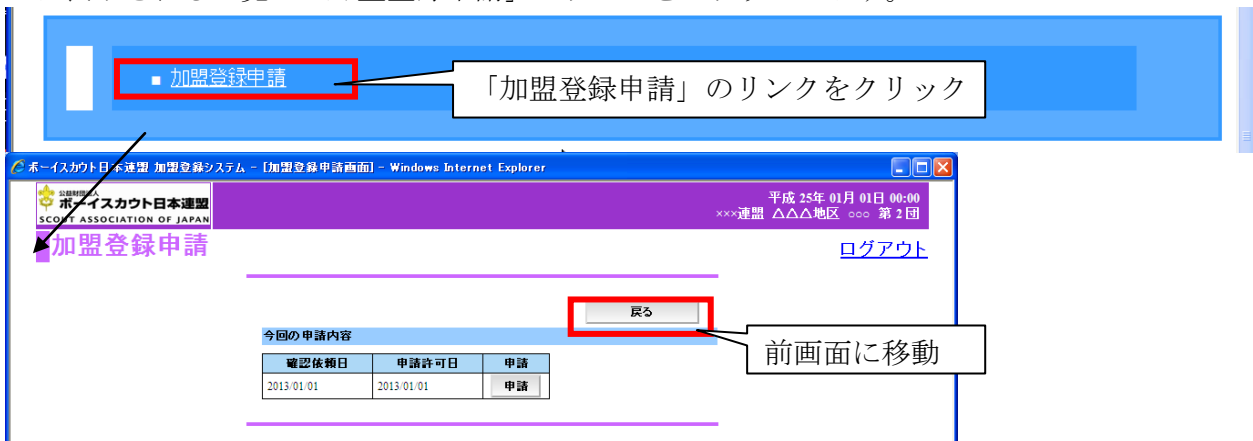 加盟登録申請
「加盟登録申請」のリンクをクリック
ボーイスカウト日本連盟 加盟登録システム - [加盟登録申請画面] - Windows Internet Explorer
公益財団法人
ボーイスカウト日本連盟
SCOUT ASSOCIATION OF JAPAN
平成 25年 01月 01日 00:00
×××連盟 △△△地区 ○○○ 第2団
加盟登録申請
ログアウト
戻る
今回の申請内容
前画面に移動
確認依頼日 申請許可日 申請
2013/01/01 2013/01/01 申請